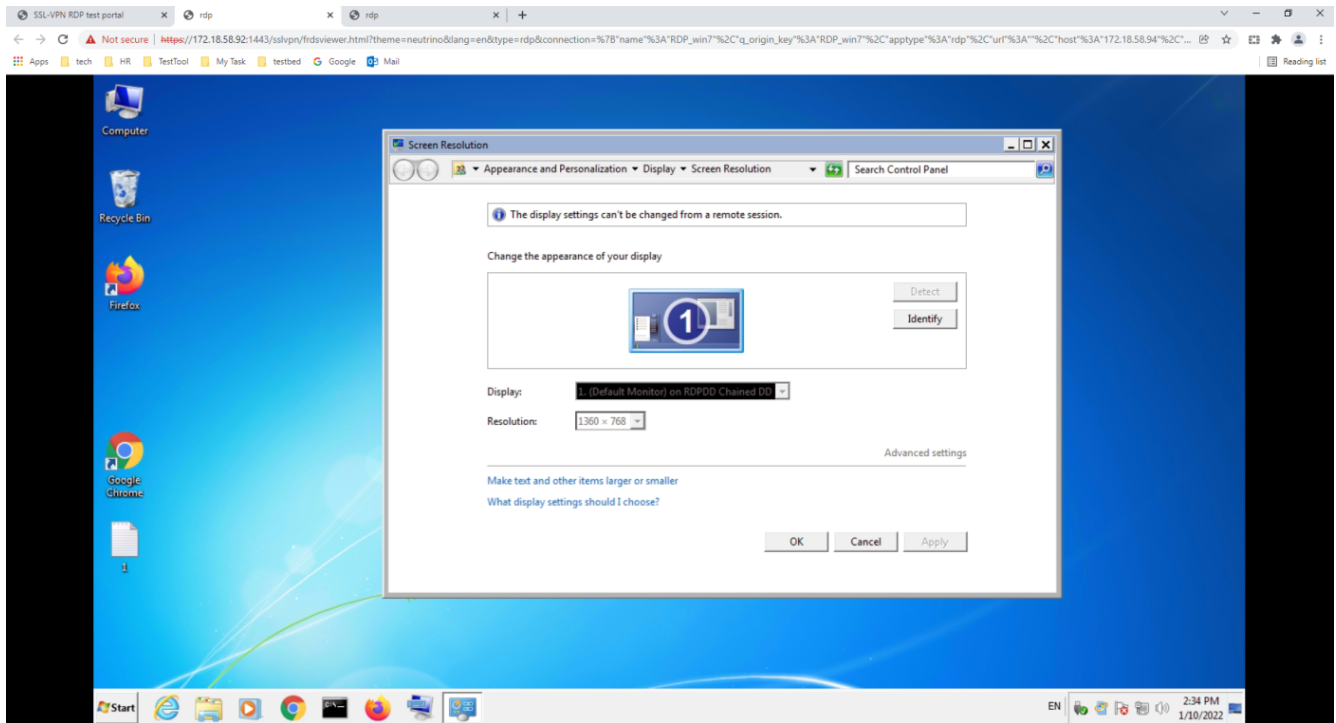 SSL-VPN RDP test portal
rdp
rdp
Not secure | https://172.18.58.92:1443/sslvpn/frdsviewer.html?theme=neutrino&lang=en&type=rdp&connection=%7B"name"%3A"RDP_win7"%2C"q_origin_key"%3A"RDP_win7"%2C"apptype"%3A"rdp"%2C"url"%3A""%2C"host"%3A"172.18.58.94"%2C"...
Apps tech HR TestTool My Task testbed Google Mail Reading list
Computer
Recycle Bin
Firefox
Google
Chrome
1
Screen Resolution
Appearance and Personalization Display Screen Resolution Search Control Panel
The display settings can't be changed from a remote session.
Change the appearance of your display
1
Detect
Identify
Display: 1. (Default Monitor) on RDPDD Chained DD
Resolution: 1360 × 768
Advanced settings
Make text and other items larger or smaller
What display settings should I choose?
OK Cancel Apply
Start
EN
2:34 PM
1/10/2022